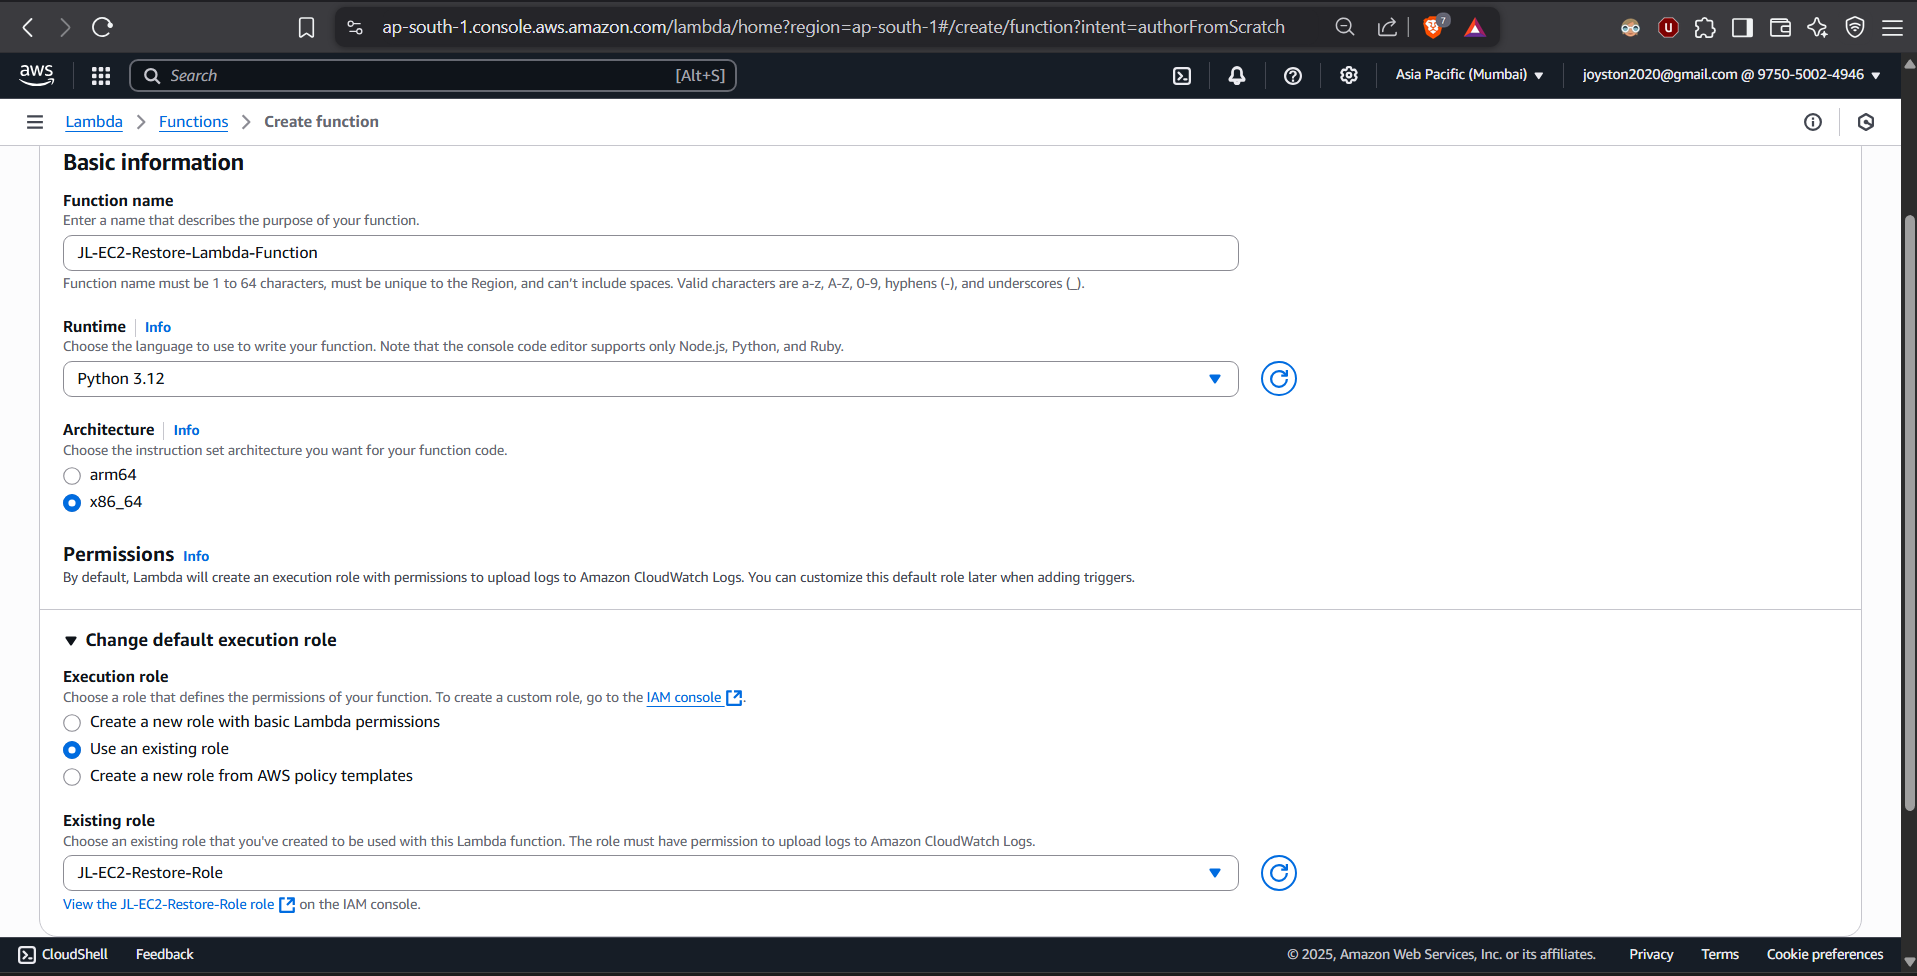 ap-south-1.console.aws.amazon.com/lambda/home?region=ap-south-1#/create/function?intent=authorFromScratch
7
U
aws
Search
[Alt+S]
Asia Pacific (Mumbai)
joyston2020@gmail.com @ 9750-5002-4946
Lambda
Functions
Create function
Basic information
Function name
Enter a name that describes the purpose of your function.
JL-EC2-Restore-Lambda-Function
Function name must be 1 to 64 characters, must be unique to the Region, and can't include spaces. Valid characters are a-z, A-Z, 0-9, hyphens (-), and underscores (_).
Runtime Info
Choose the language to use to write your function. Note that the console code editor supports only Node.js, Python, and Ruby.
Python 3.12
Architecture Info
Choose the instruction set architecture you want for your function code.
arm64
x86_64
Permissions Info
By default, Lambda will create an execution role with permissions to upload logs to Amazon CloudWatch Logs. You can customize this default role later when adding triggers.
Change default execution role
Execution role
Choose a role that defines the permissions of your function. To create a custom role, go to the IAM console.
Create a new role with basic Lambda permissions
Use an existing role
Create a new role from AWS policy templates
Existing role
Choose an existing role that you've created to be used with this Lambda function. The role must have permission to upload logs to Amazon CloudWatch Logs.
JL-EC2-Restore-Role
View the JL-EC2-Restore-Role role on the IAM console.
CloudShell
Feedback
© 2025, Amazon Web Services, Inc. or its affiliates.
Privacy
Terms
Cookie preferences